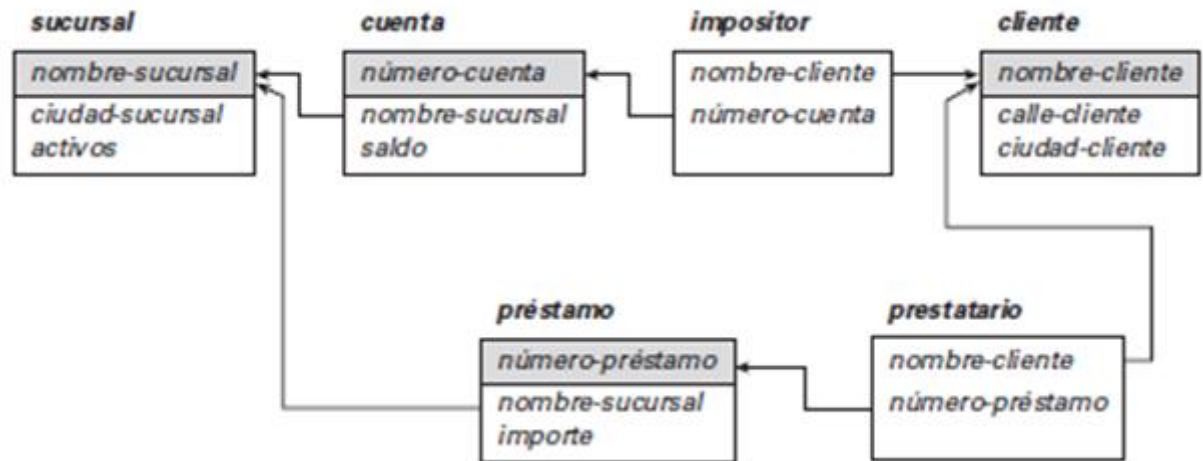 sucursal
nombre-sucursal
ciudad-sucursal
activos
cuenta
número-cuenta
nombre-sucursal
saldo
impositor
nombre-cliente
número-cuenta
cliente
nombre-cliente
calle-cliente
ciudad-cliente
préstamo
número-préstamo
nombre-sucursal
importe
prestatario
nombre-cliente
número-préstamo